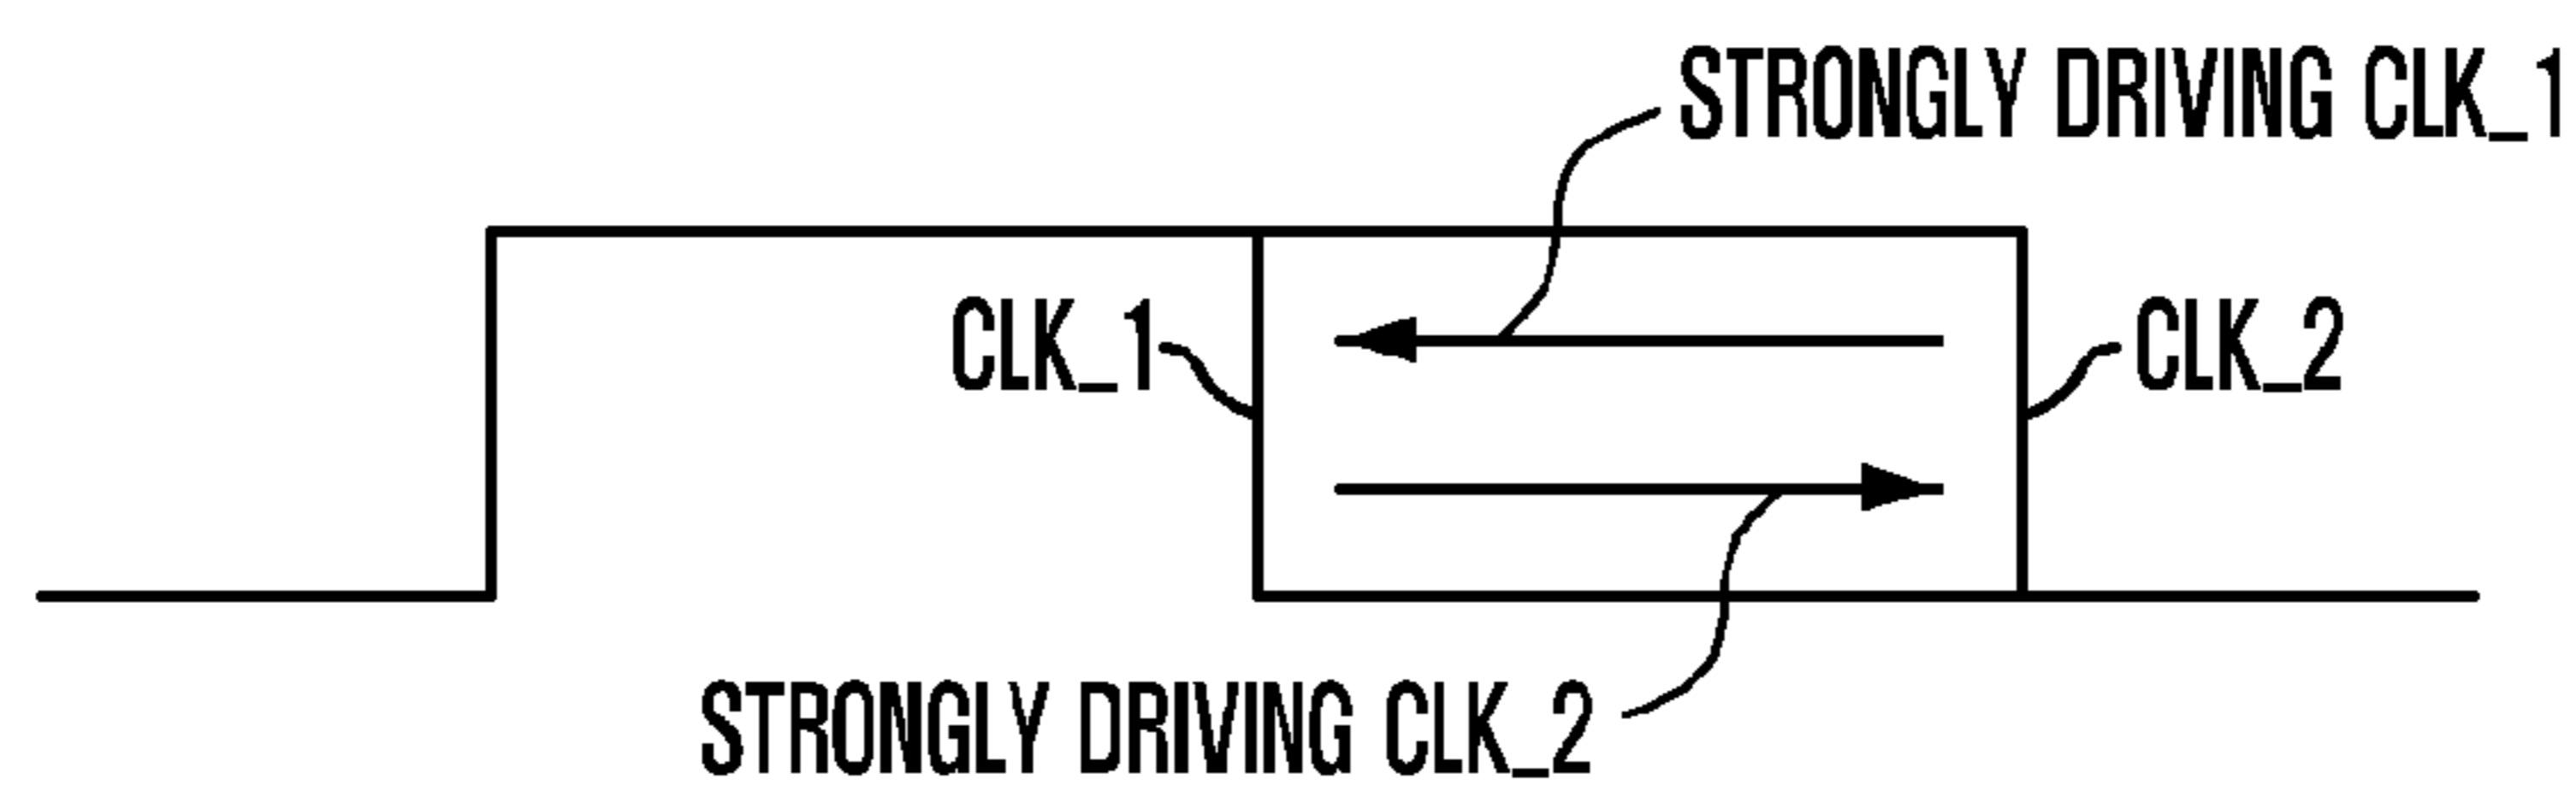 STRONGLY DRIVING CLK_1
CLK_1
CLK_2
STRONGLY DRIVING CLK_2